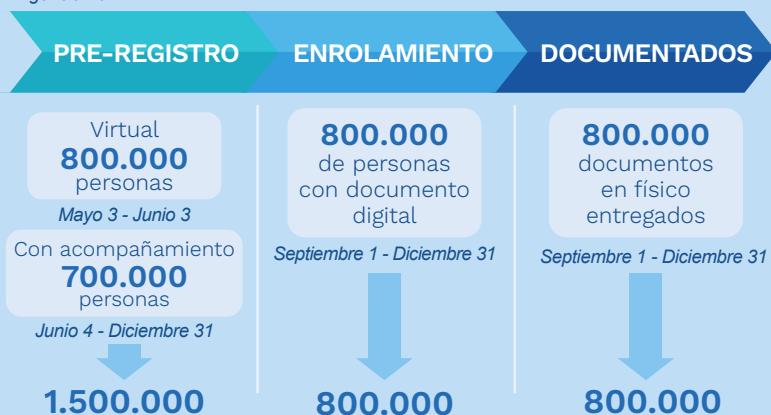 PRE-REGISTRO
ENROLAMIENTO
DOCUMENTADOS
Virtual
800.000
personas
Mayo 3 - Junio 3
Con acompañamiento
700.000
personas
Junio 4 - Diciembre 31
1.500.000
800.000
de personas
con documento
digital
Septiembre 1 - Diciembre 31
800.000
800.000
documentos
en físico
entregados
Septiembre 1 - Diciembre 31
800.000